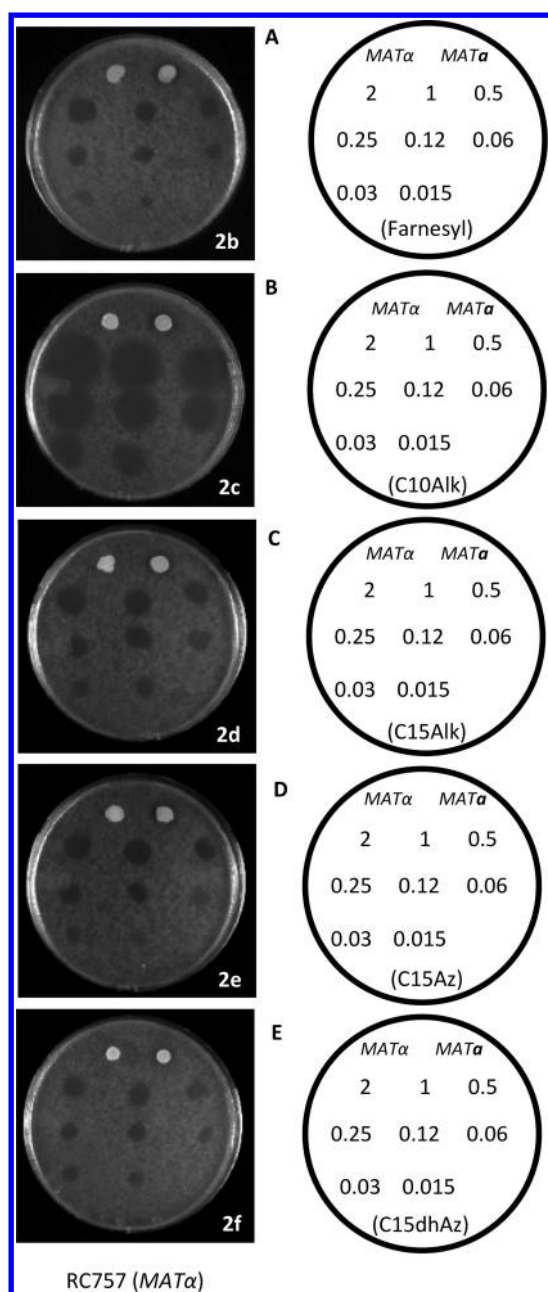 A
MATα MATa
2 1 0.5
0.25 0.12 0.06
0.03 0.015
(Farnesyl)
2b
B
MATα MATa
2 1 0.5
0.25 0.12 0.06
0.03 0.015
(C10Alk)
2c
C
MATα MATa
2 1 0.5
0.25 0.12 0.06
0.03 0.015
(C15Alk)
2d
D
MATα MATa
2 1 0.5
0.25 0.12 0.06
0.03 0.015
(C15Az)
2e
E
MATα MATa
2 1 0.5
0.25 0.12 0.06
0.03 0.015
(C15dhAz)
2f
RC757 (MATα)